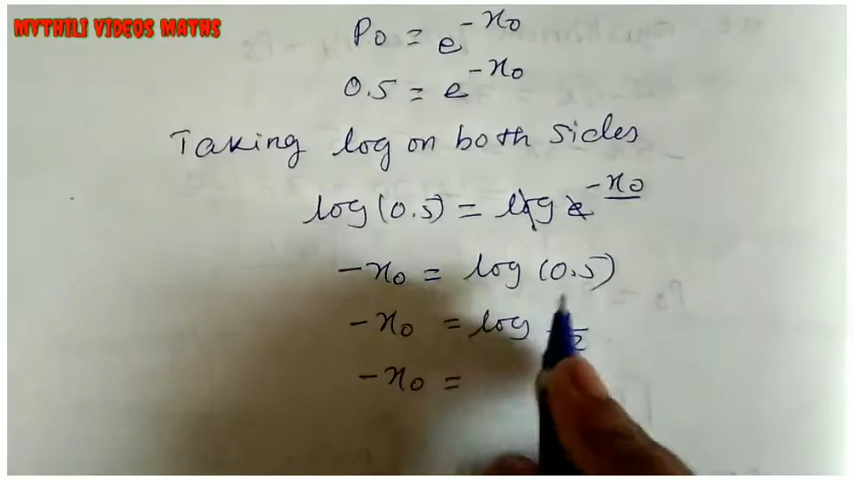 MYTHILI VIDEOS MATHS
P0 = e^-x0
0.5 = e^-x0
Taking log on both sides
log(0.5) = log e^-x0
-x0 = log(0.5)
-x0 = log 2
-x0 =